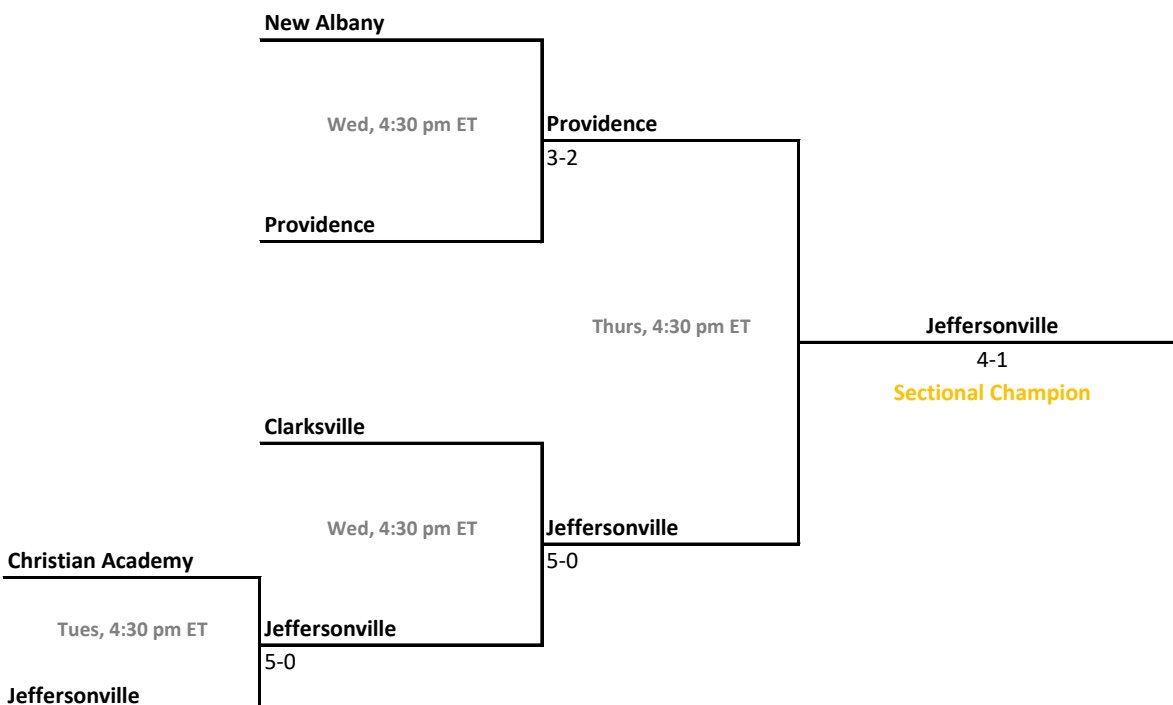 New Albany
Wed, 4:30 pm ET
Providence
3-2
Providence
Thurs, 4:30 pm ET
Jeffersonville
4-1
Sectional Champion
Clarksville
Wed, 4:30 pm ET
Jeffersonville
5-0
Christian Academy
Tues, 4:30 pm ET
Jeffersonville
5-0
Jeffersonville